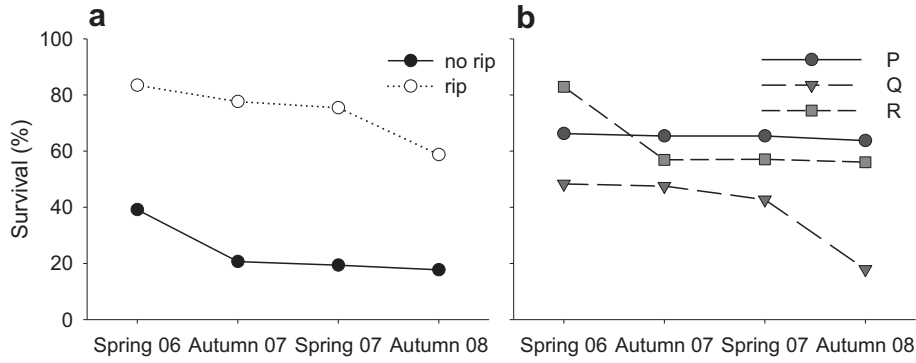 a
b
100
80
60
40
20
0
Survival (%)
no rip
rip
P
Q
R
Spring 06 Autumn 07 Spring 07 Autumn 08
Spring 06 Autumn 07 Spring 07 Autumn 08